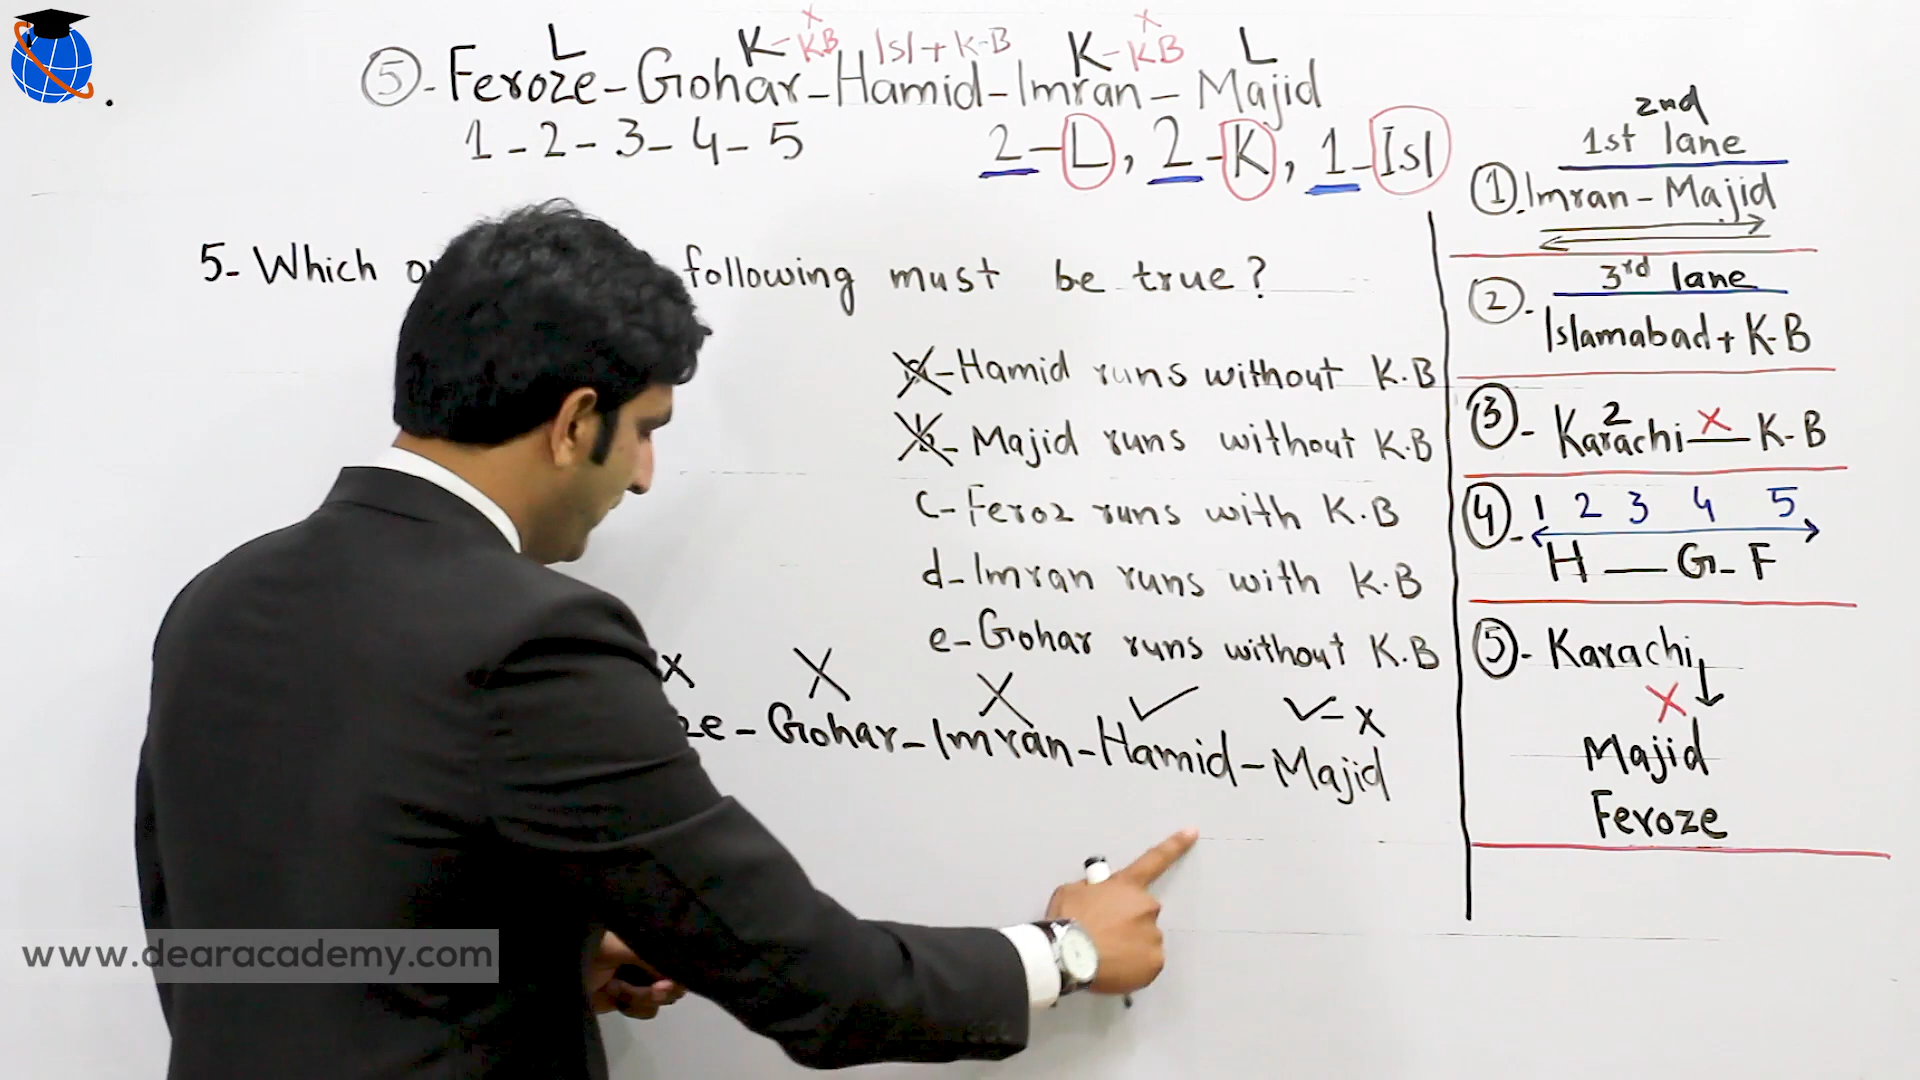 L K-KB x Isl+K-B K-KB x L
⑤-Feroze-Gohar-Hamid-Imran-Majid
1-2-3-4-5 2-L, 2-K, 1-Isl
5-Which following must be true?
a-Hamid runs without K.B
b-Majid runs without K.B
c-Feroz runs with K.B
d-Imran runs with K.B
e-Gohar runs without K.B
x X X ✓ ✓-x
ze-Gohar-Imran-Hamid-Majid
2nd
1st lane
①.Imran-Majid
3rd lane
②-
Islamabad+K-B
2 x
③-Karachi—K-B
④- 1 2 3 4 5
H — G-F
⑤-Karachi
x
Majid
Feroze
www.dearacademy.com